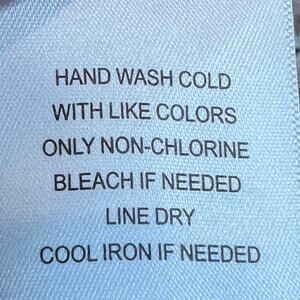 HAND WASH COLD
WITH LIKE COLORS
ONLY NON-CHLORINE
BLEACH IF NEEDED
LINE DRY
COOL IRON IF NEEDED